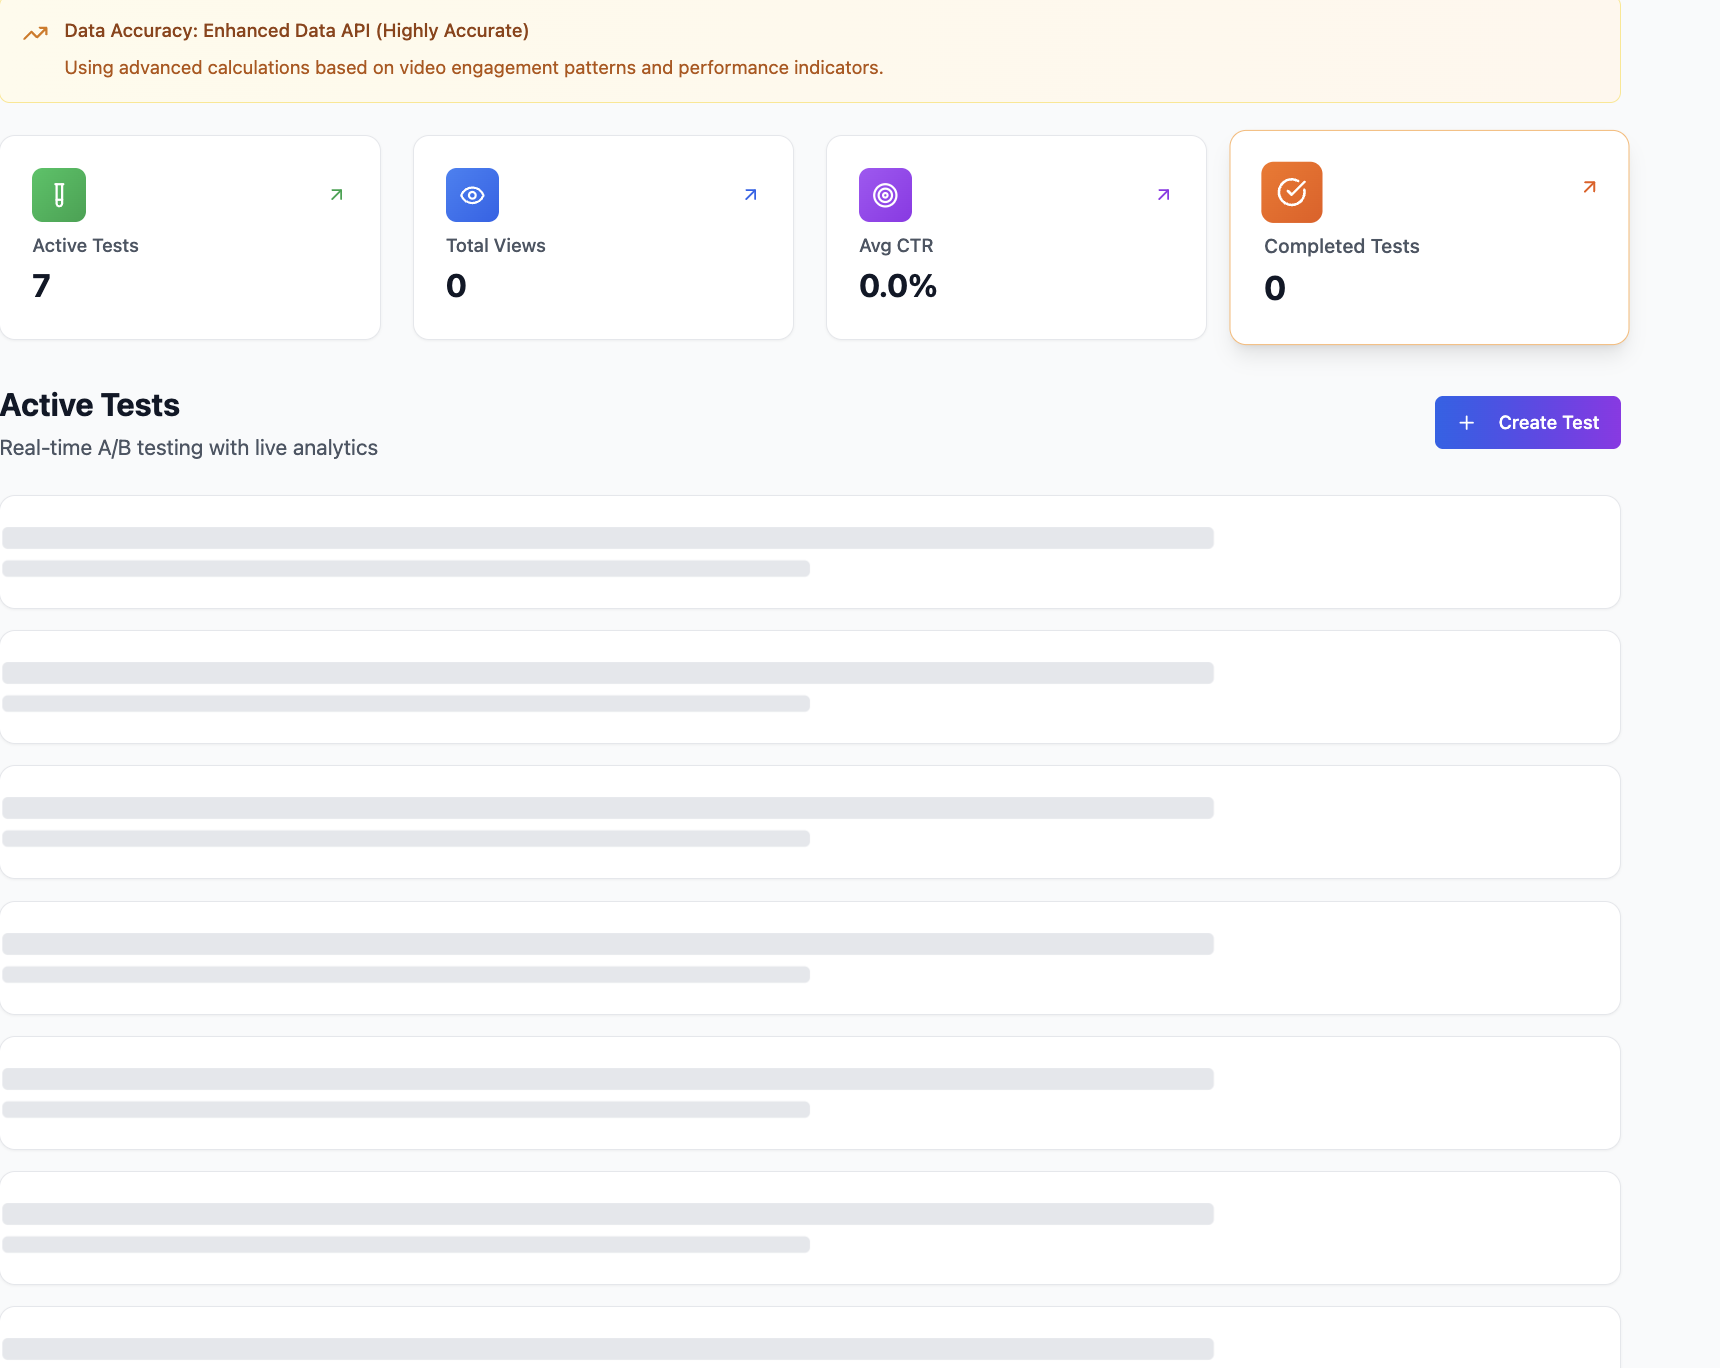 Data Accuracy: Enhanced Data API (Highly Accurate)
Using advanced calculations based on video engagement patterns and performance indicators.
Active Tests
7
Total Views
0
Avg CTR
0.0%
Completed Tests
0
Active Tests
Real-time A/B testing with live analytics
Create Test